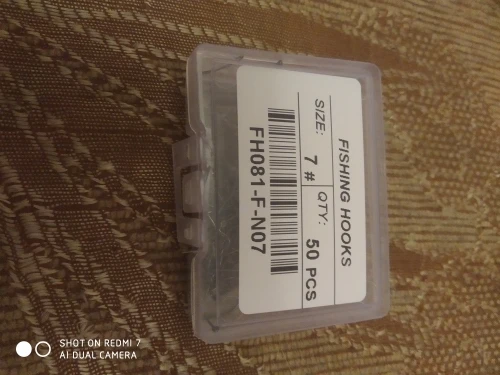 FISHING HOOKS
SIZE: 7 # QTY: 50 PCS
FH081-F-N07
SHOT ON REDMI 7
AI DUAL CAMERA